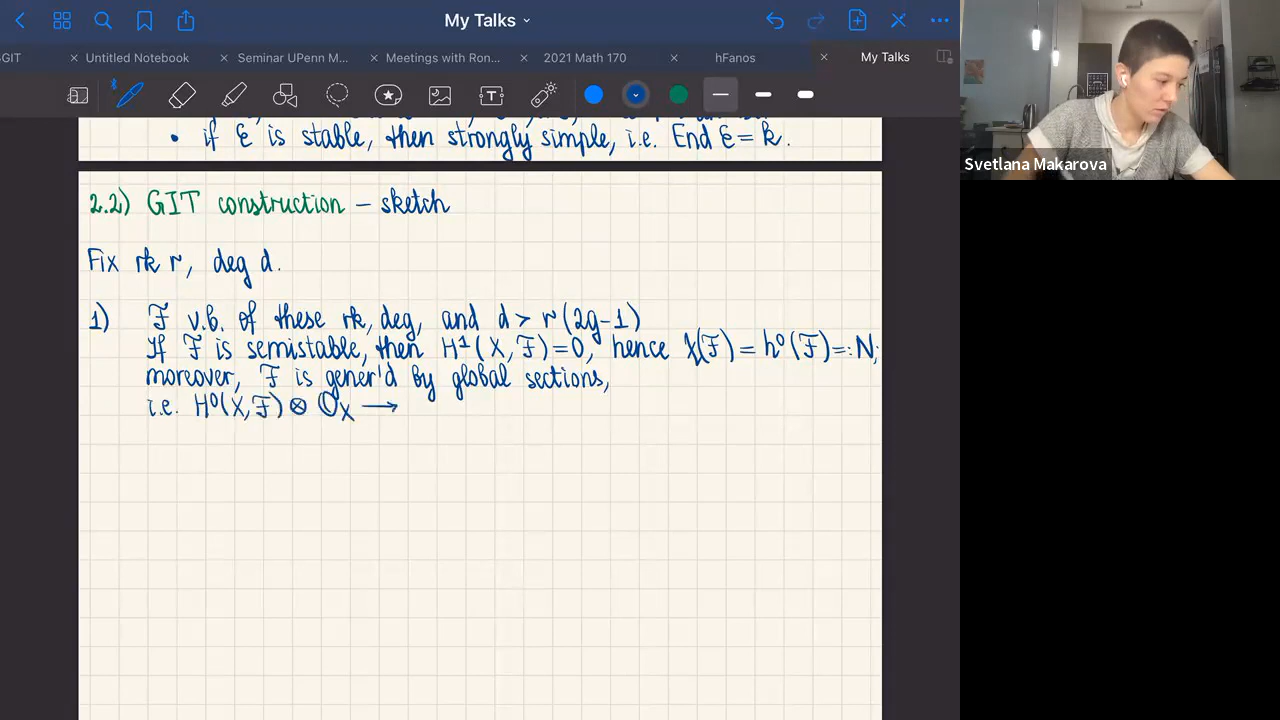 My Talks
GIT
Untitled Notebook
Seminar UPenn M...
Meetings with Ron...
2021 Math 170
hFanos
My Talks
• if ℰ is stable, then strongly simple, i.e. End ℰ = k.
2.2) GIT construction – sketch
Fix rk r, deg d.
1) ℱ v.b. of these rk, deg, and d > r(2g-1)
If ℱ is semistable, then H¹(X, ℱ) = 0, hence χ(ℱ) = h⁰(ℱ) =: N;
moreover, ℱ is gener'd by global sections,
i.e. H⁰(X, ℱ) ⊗ 𝒪_X →
Svetlana Makarova